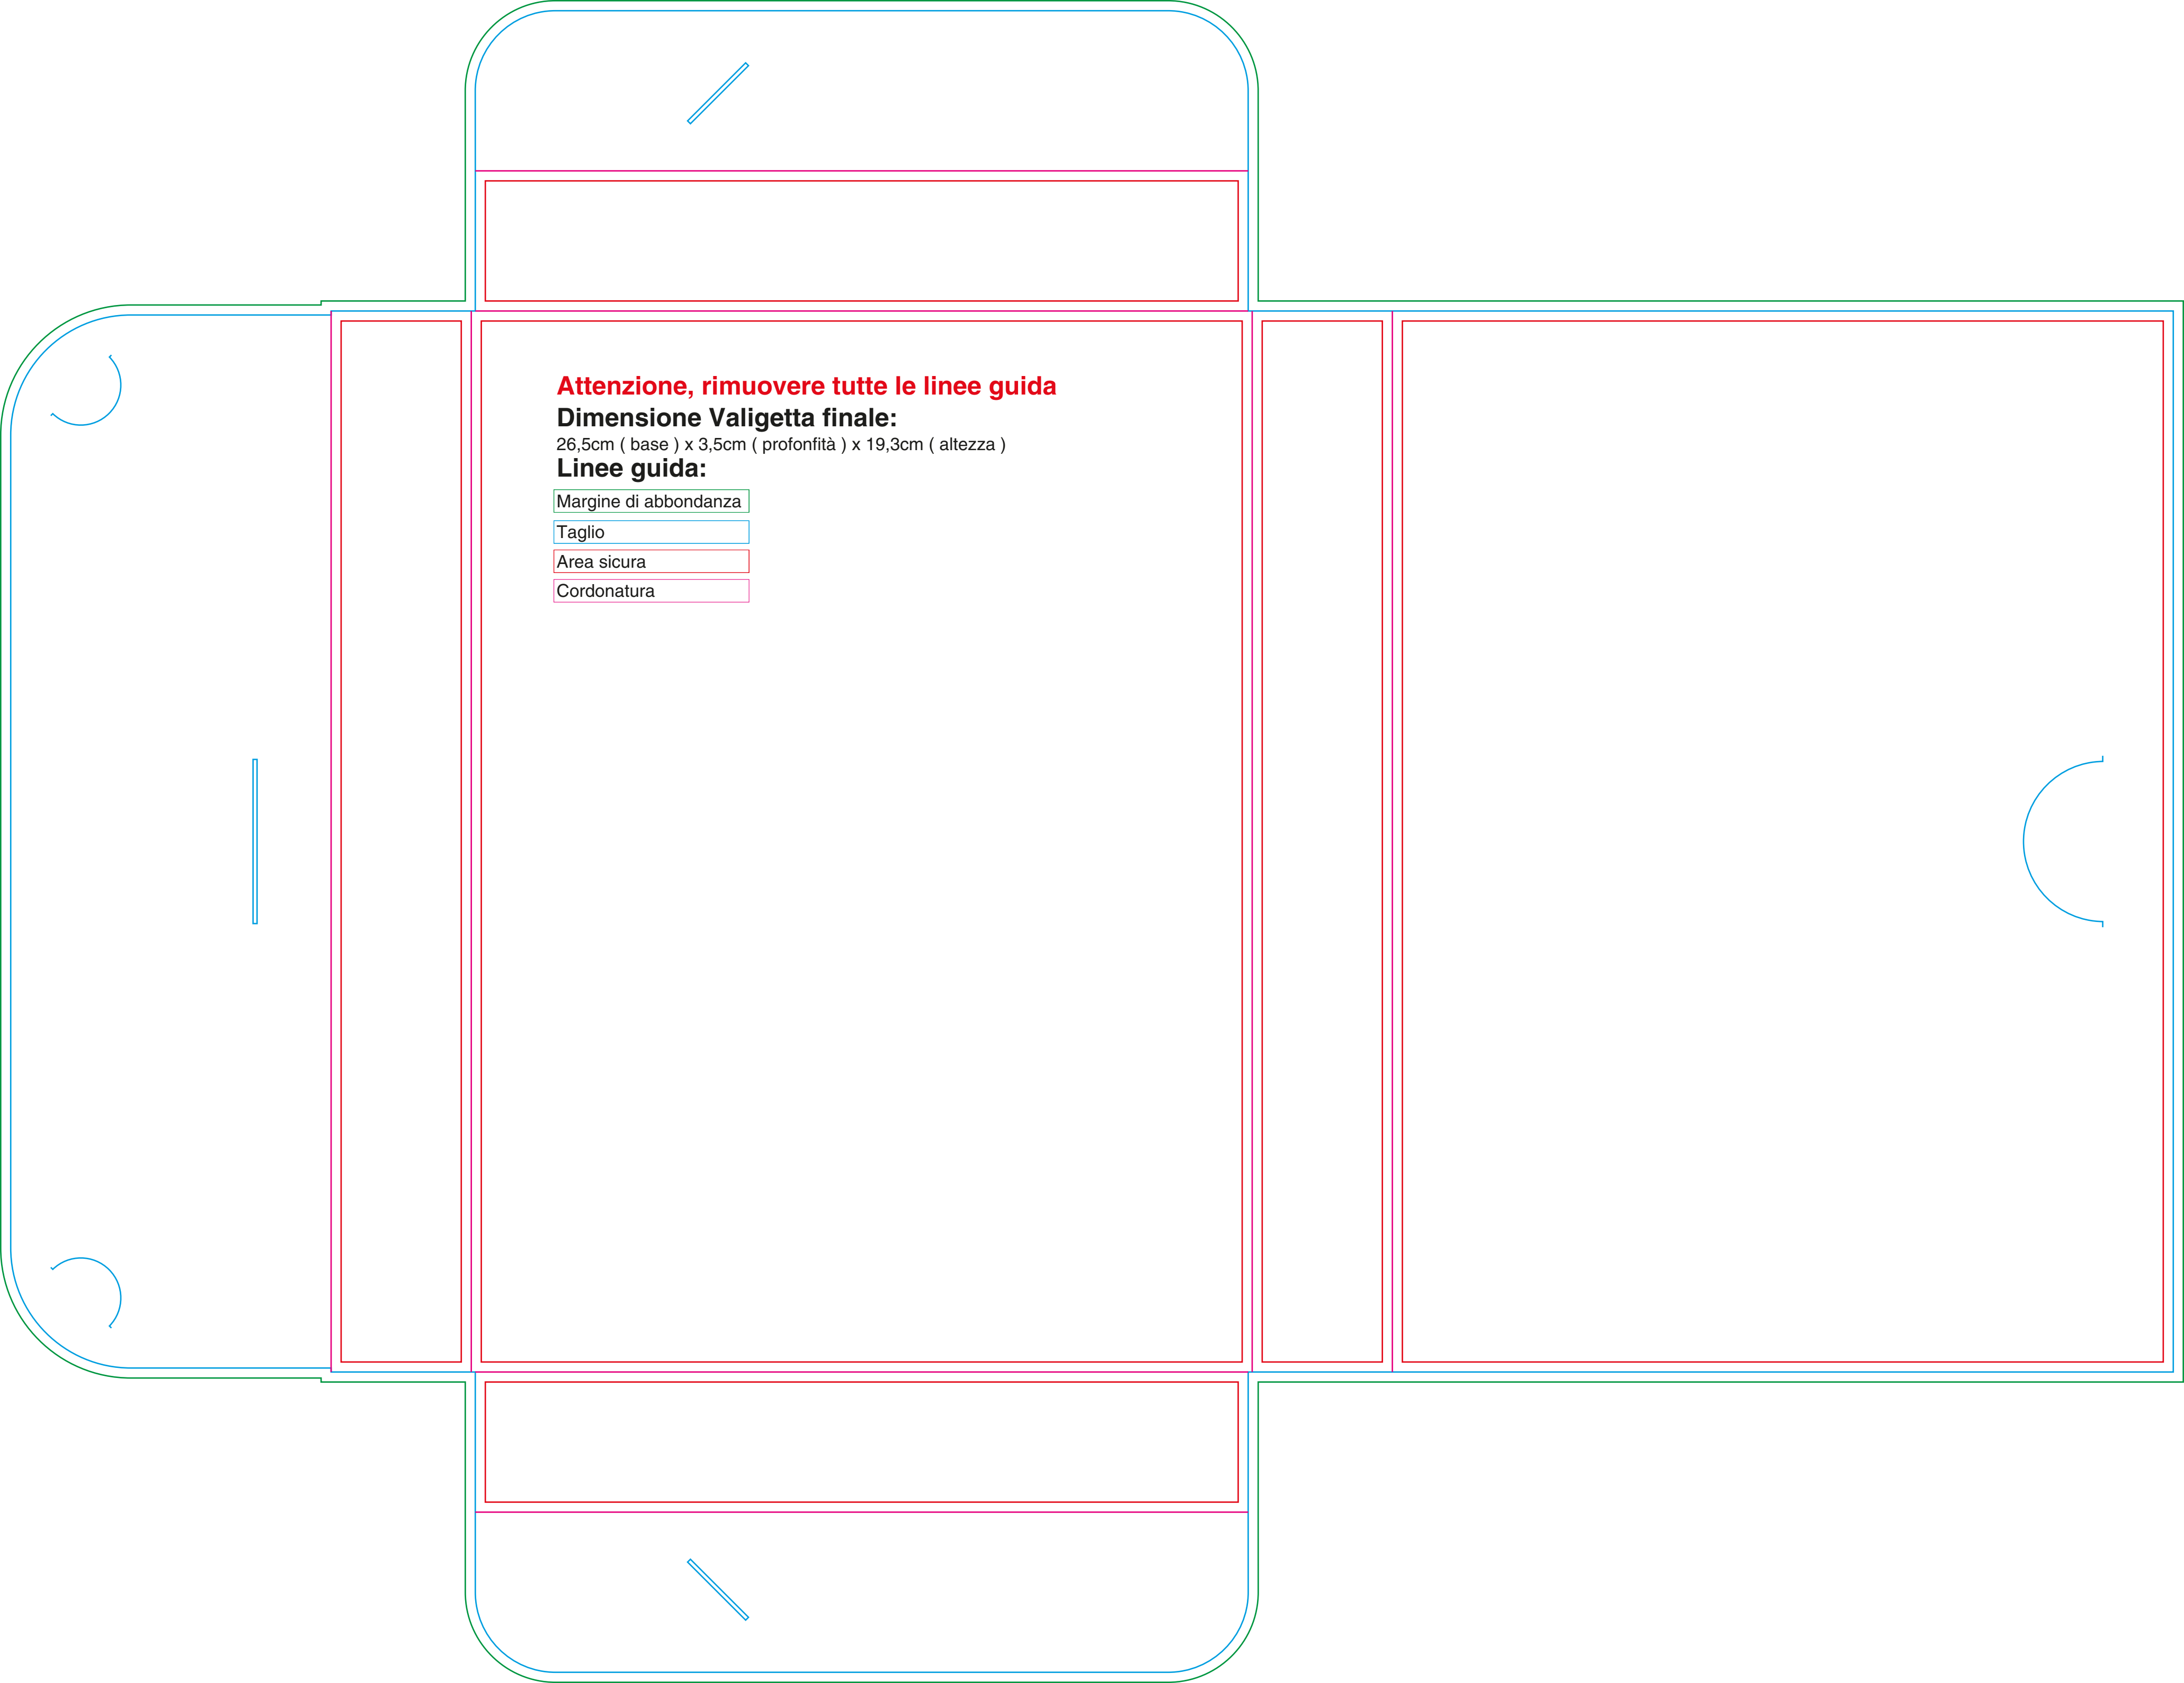 Attenzione, rimuovere tutte le linee guida
Dimensione Valigetta finale:
26,5cm ( base ) x 3,5cm ( profonfità ) x 19,3cm ( altezza )
Linee guida:
Margine di abbondanza
Taglio
Area sicura
Cordonatura